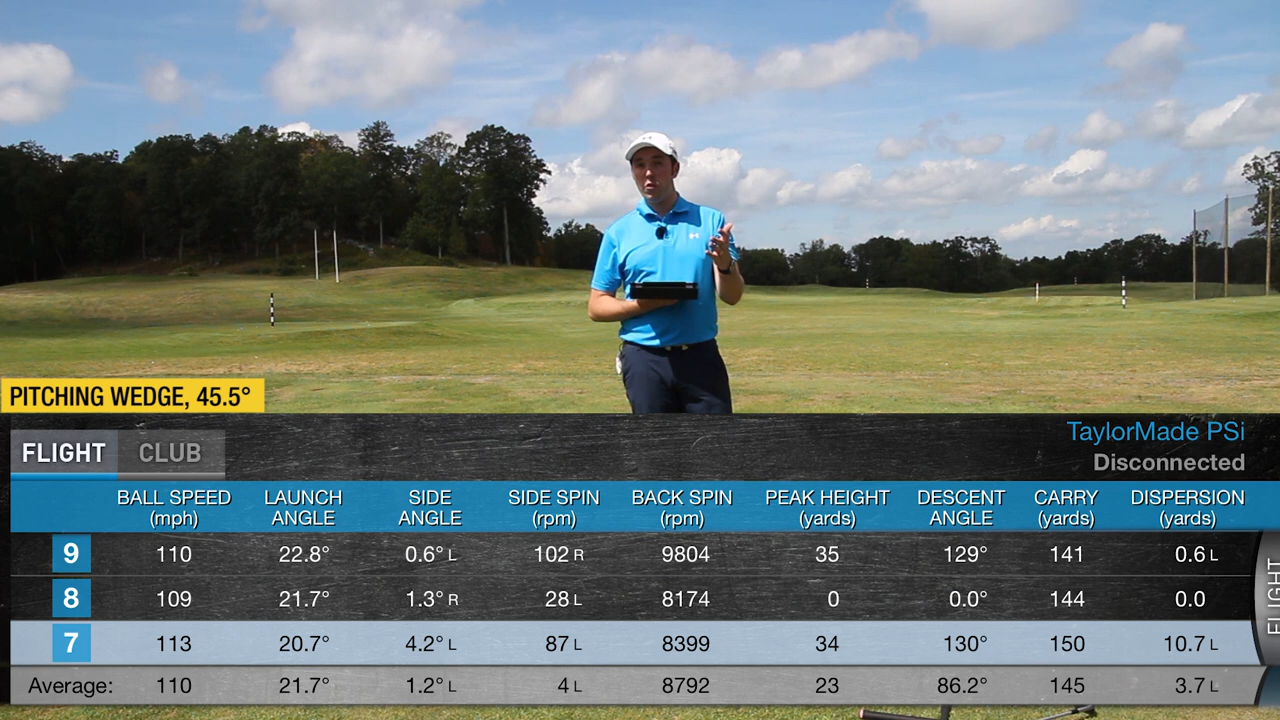 PITCHING WEDGE, 45.5°
FLIGHT CLUB
TaylorMade PSi
Disconnected
BALL SPEED (mph) LAUNCH ANGLE SIDE ANGLE SIDE SPIN (rpm) BACK SPIN (rpm) PEAK HEIGHT (yards) DESCENT ANGLE CARRY (yards) DISPERSION (yards)
9 110 22.8° 0.6° L 102 R 9804 35 129° 141 0.6 L
8 109 21.7° 1.3° R 28 L 8174 0 0.0° 144 0.0
7 113 20.7° 4.2° L 87 L 8399 34 130° 150 10.7 L
Average: 110 21.7° 1.2° L 4 L 8792 23 86.2° 145 3.7 L
FLIGHT